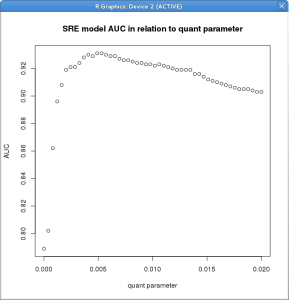 R Graphics: Device 2 (ACTIVE)
SRE model AUC in relation to quant parameter
AUC
0.92
0.90
0.88
0.86
0.84
0.82
0.80
0.000 0.005 0.010 0.015 0.020
quant parameter